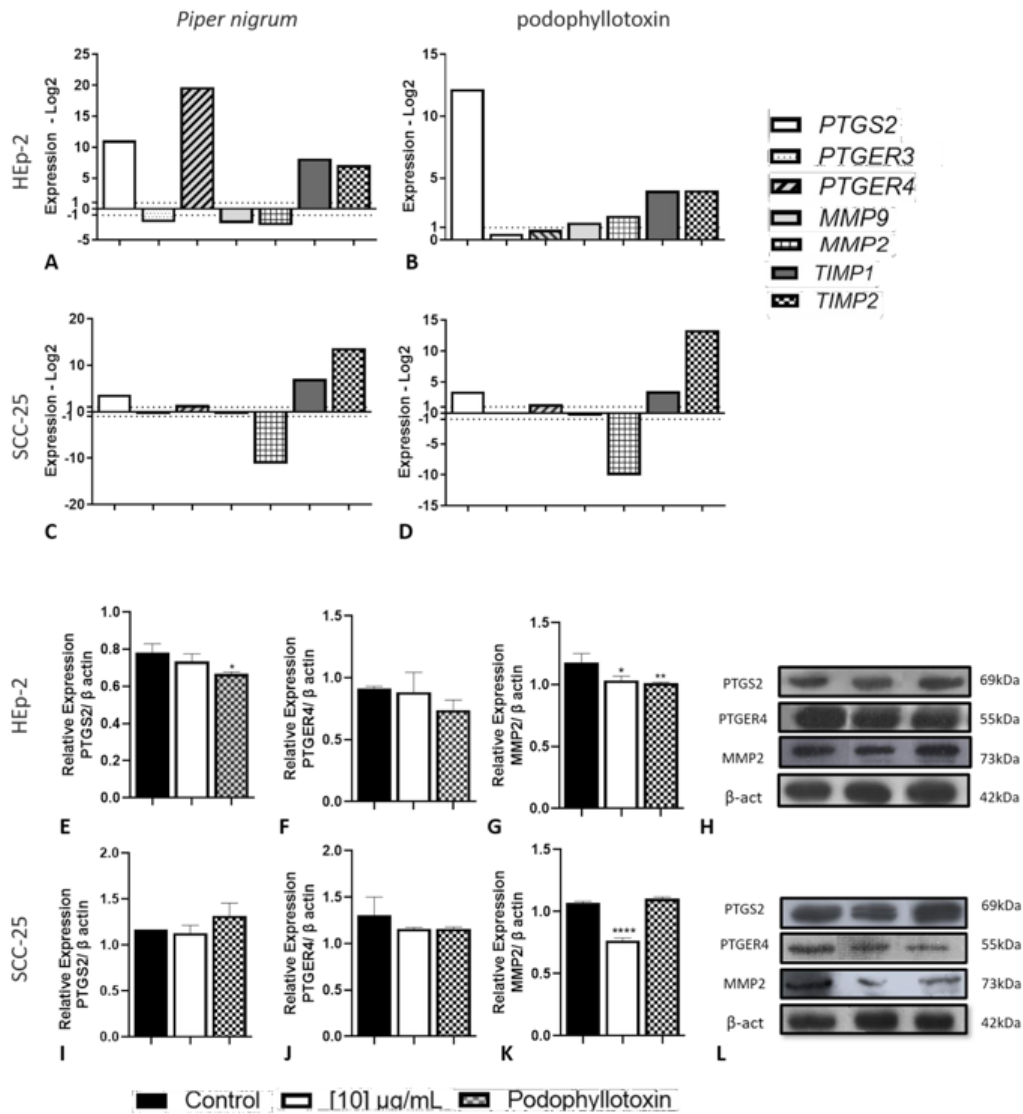 Piper nigrum
podophyllotoxin
HEp-2
Expression - Log2
25
20
15
10
5
1
0
-1
-5
A
Expression - Log2
15
10
5
1
0
B
PTGS2
PTGER3
PTGER4
MMP9
MMP2
TIMP1
TIMP2
SCC-25
Expression - Log2
20
10
1
0
-1
-10
-20
C
Expression - Log2
15
10
5
1
0
-1
-5
-10
-15
D
HEp-2
Relative Expression
PTGS2/ β actin
1.0
0.8
0.6
0.4
0.2
0.0
*
E
Relative Expression
PTGER4/ β actin
1.5
1.0
0.5
0.0
F
Relative Expression
MMP2/ β actin
1.5
1.0
0.5
0.0
*
**
G
PTGS2 69kDa
PTGER4 55kDa
MMP2 73kDa
β-act 42kDa
H
SCC-25
Relative Expression
PTGS2/ β actin
2.0
1.5
1.0
0.5
0.0
I
Relative Expression
PTGER4/ β actin
2.0
1.5
1.0
0.5
0.0
J
Relative Expression
MMP2/ β actin
1.5
1.0
0.5
0.0
****
K
PTGS2 69kDa
PTGER4 55kDa
MMP2 73kDa
β-act 42kDa
L
Control [10] µg/mL Podophyllotoxin